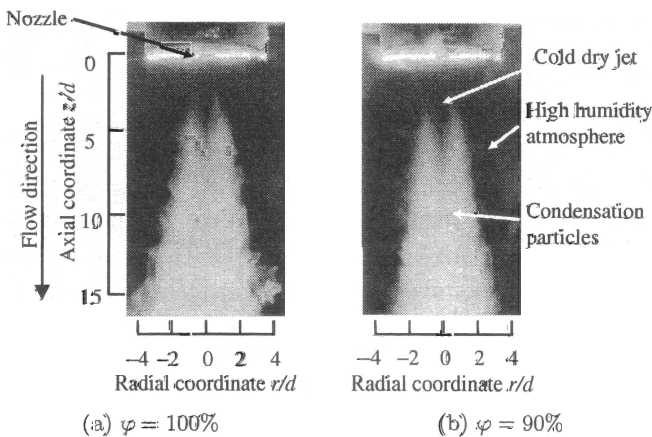 Nozzle
0
5
10
15
Flow direction
Axial coordinate z/d
−4 −2 0 2 4
Radial coordinate r/d
(a) φ = 100%
Cold dry jet
High humidity
atmosphere
Condensation
particles
−4 −2 0 2 4
Radial coordinate r/d
(b) φ = 90%